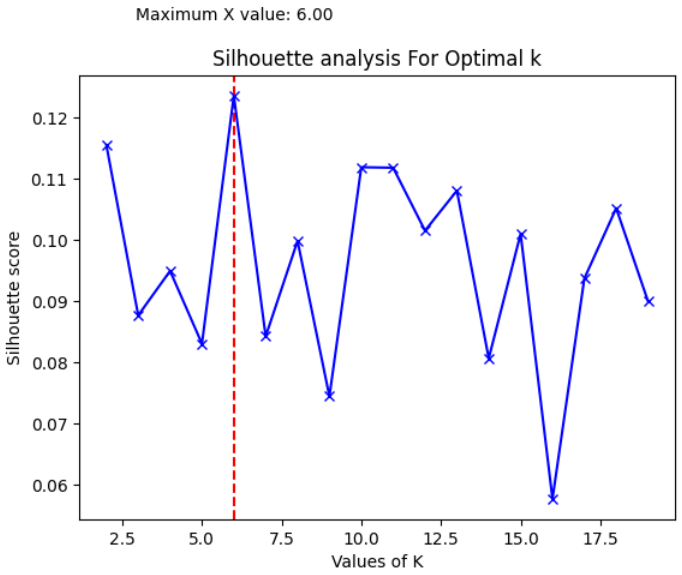 Maximum X value: 6.00
Silhouette analysis For Optimal k
Silhouette score
0.12
0.11
0.10
0.09
0.08
0.07
0.06
2.5 5.0 7.5 10.0 12.5 15.0 17.5
Values of K